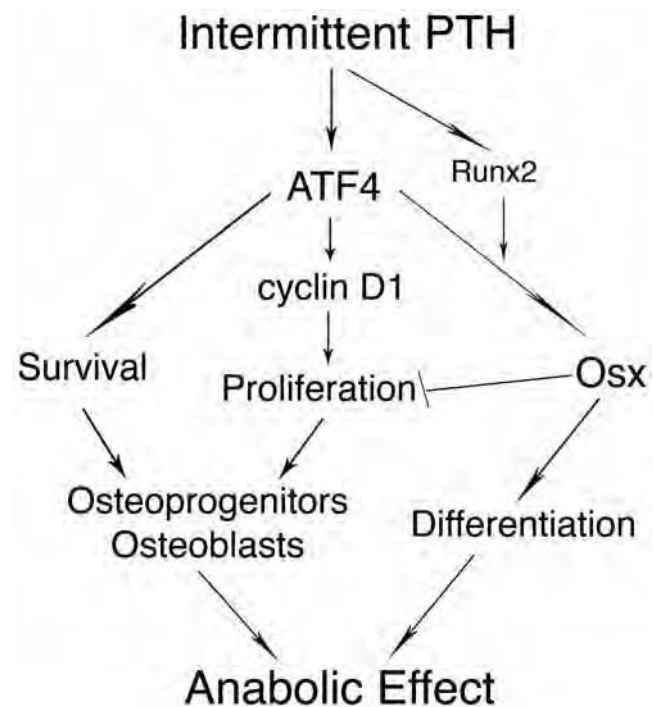 Intermittent PTH
Runx2
ATF4
cyclin D1
Survival
Proliferation
Osx
Osteoprogenitors
Osteoblasts
Differentiation
Anabolic Effect